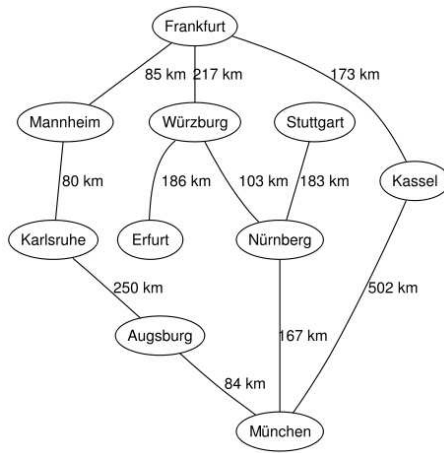 Frankfurt
85 km
217 km
173 km
Mannheim
Würzburg
Stuttgart
80 km
186 km
103 km
183 km
Kassel
Karlsruhe
Erfurt
Nürnberg
250 km
502 km
Augsburg
167 km
84 km
München